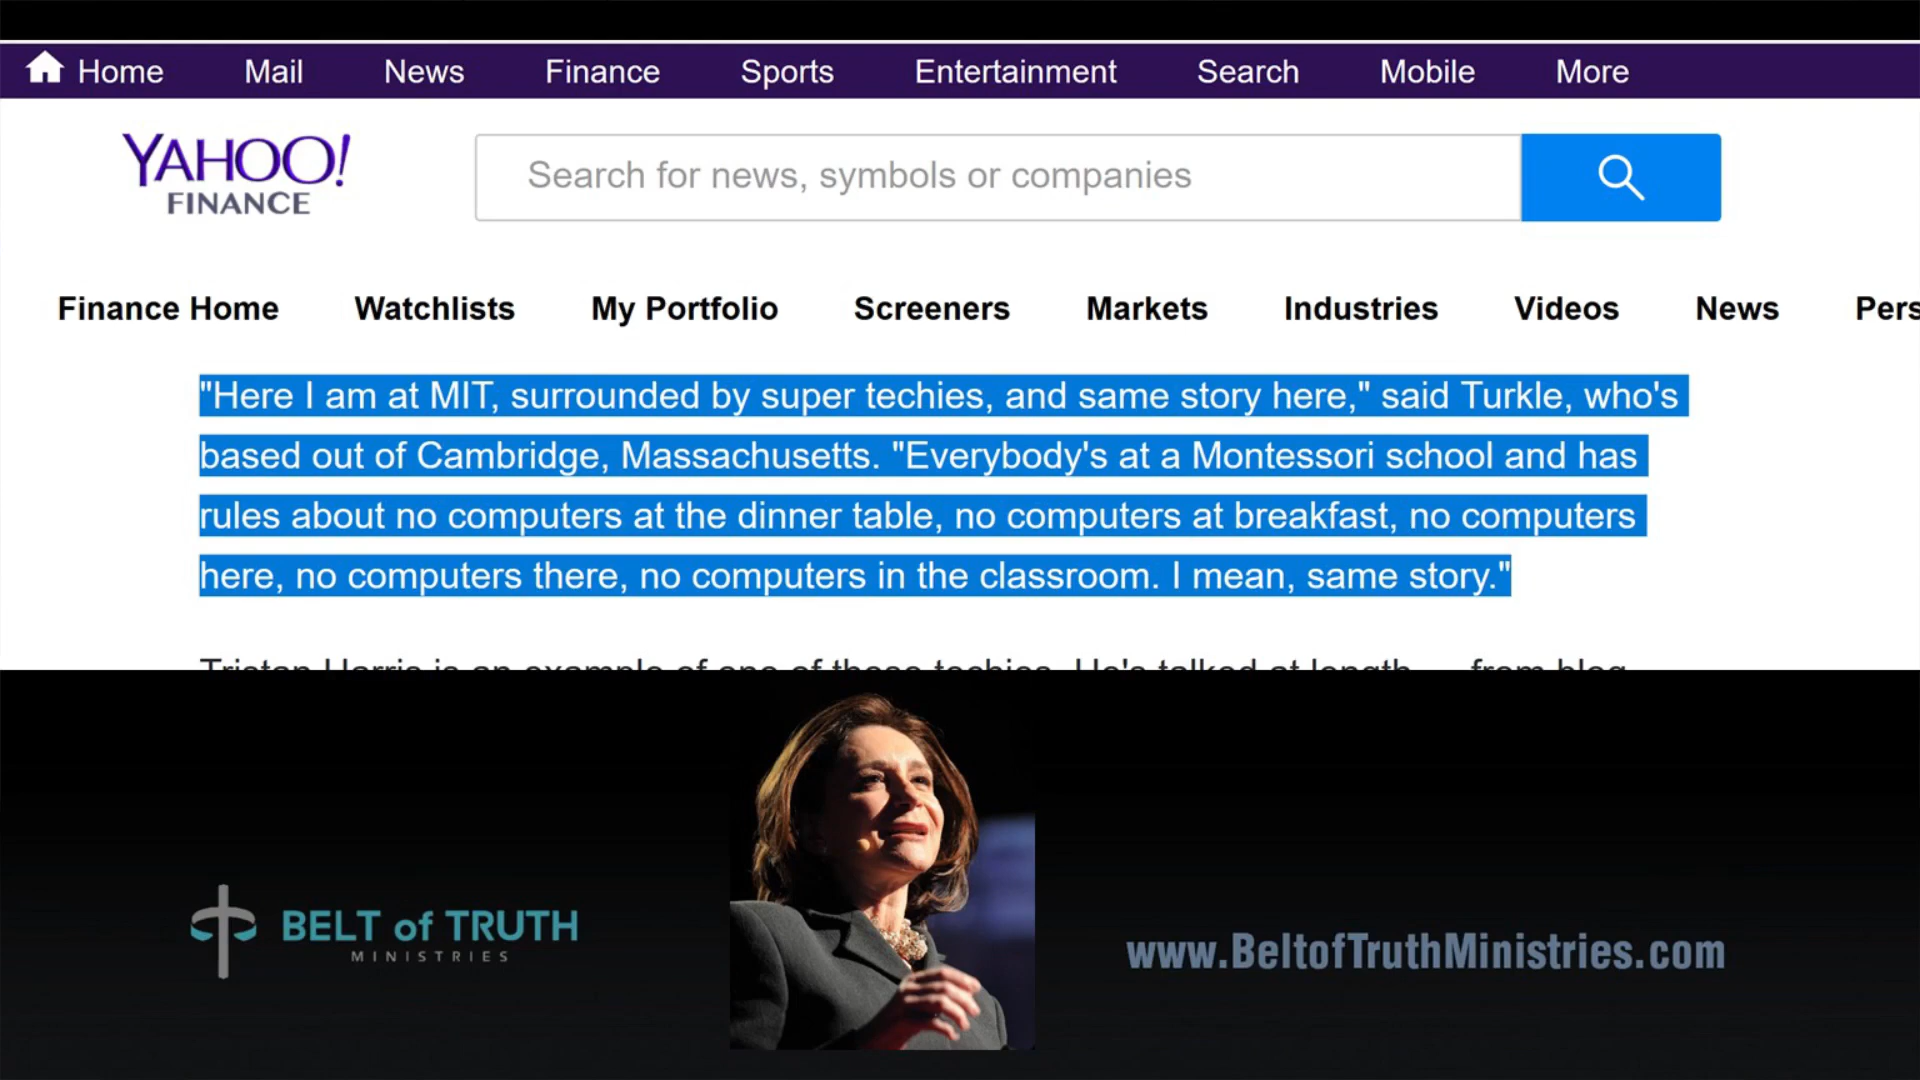 Home Mail News Finance Sports Entertainment Search Mobile More
YAHOO!
FINANCE
Search for news, symbols or companies
Finance Home Watchlists My Portfolio Screeners Markets Industries Videos News Pers
"Here I am at MIT, surrounded by super techies, and same story here," said Turkle, who's
based out of Cambridge, Massachusetts. "Everybody's at a Montessori school and has
rules about no computers at the dinner table, no computers at breakfast, no computers
here, no computers there, no computers in the classroom. I mean, same story."
Tristan Harris is an example of one of these techies. He's talked at length — from blog
BELT of TRUTH
MINISTRIES
www.BeltofTruthMinistries.com